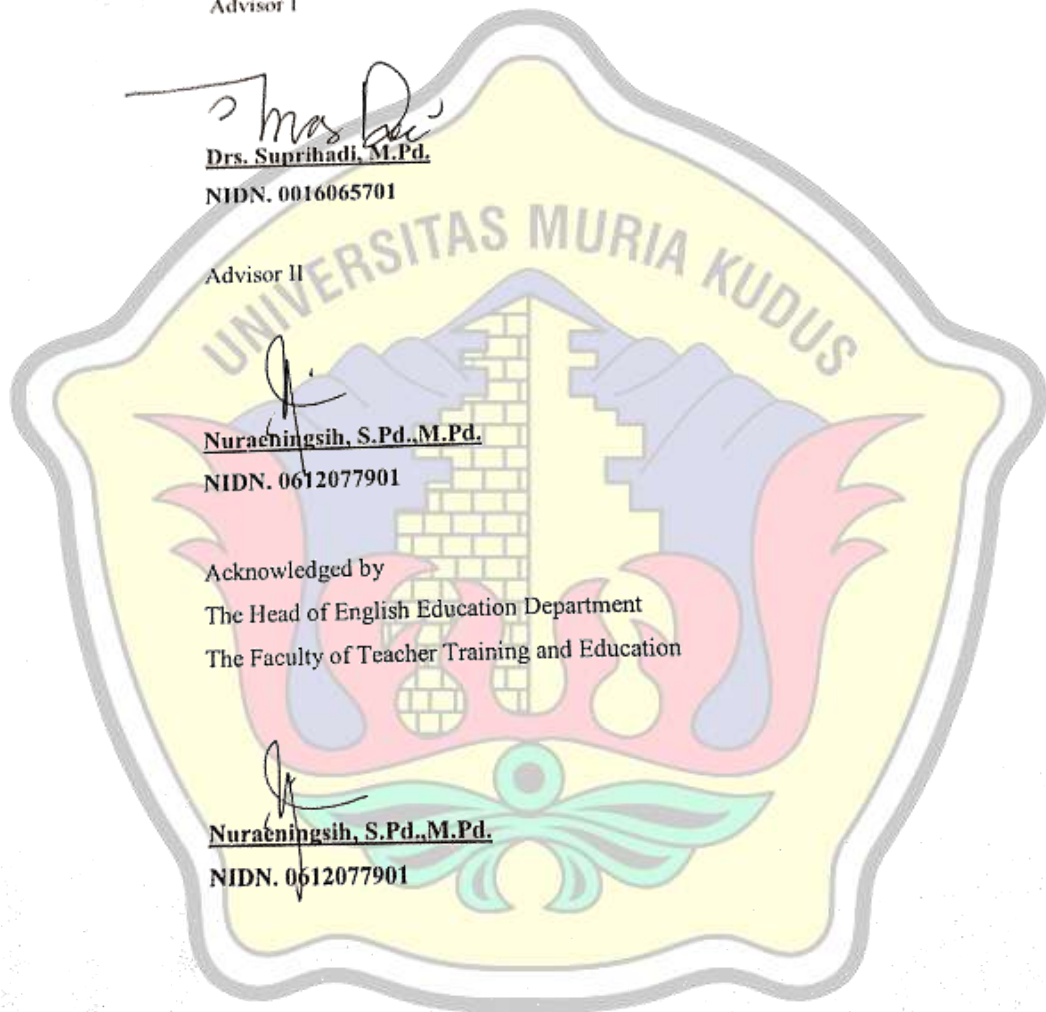 Advisor I
Drs. Suprihadi, M.Pd.
NIDN. 0016065701
UNIVERSITAS MURIA KUDUS
Advisor II
Nuraeningsih, S.Pd.,M.Pd.
NIDN. 0612077901
Acknowledged by
The Head of English Education Department
The Faculty of Teacher Training and Education
Nuraeningsih, S.Pd.,M.Pd.
NIDN. 0612077901